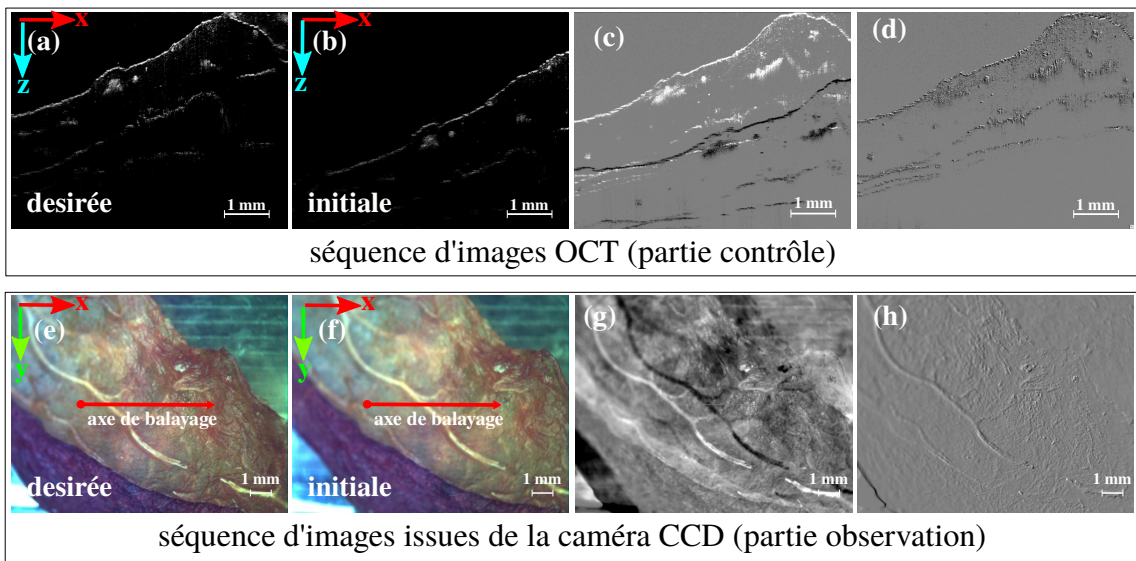 x
(a)
z
desirée
1 mm
x
(b)
z
initiale
1 mm
(c)
1 mm
(d)
1 mm
séquence d'images OCT (partie contrôle)
x
(e)
y
axe de balayage
desirée
1 mm
x
(f)
y
axe de balayage
initiale
1 mm
(g)
1 mm
(h)
1 mm
séquence d'images issues de la caméra CCD (partie observation)